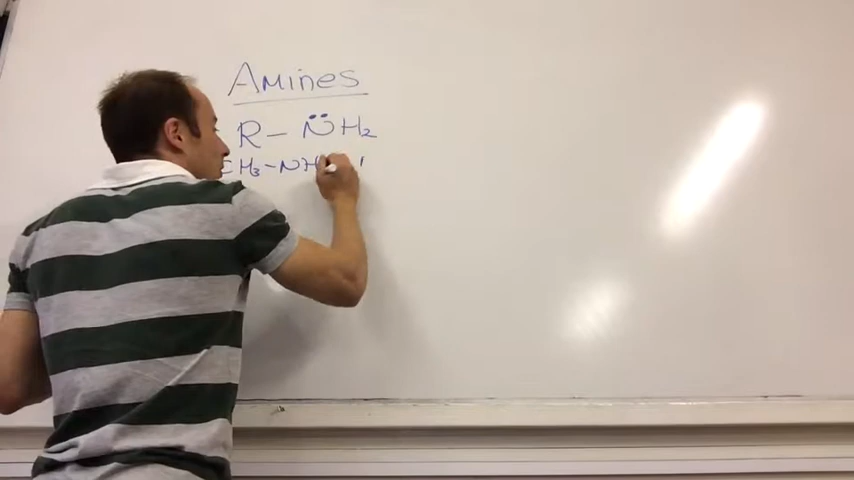 Amines
R - N̈H₂
CH₃-NH